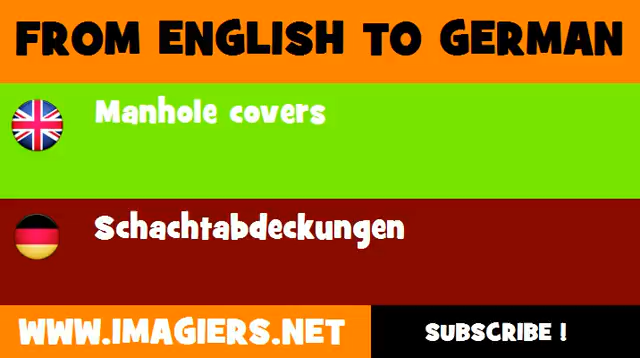 FROM ENGLISH TO GERMAN
Manhole covers
Schachtabdeckungen
WWW.IMAGIERS.NET
SUBSCRIBE !